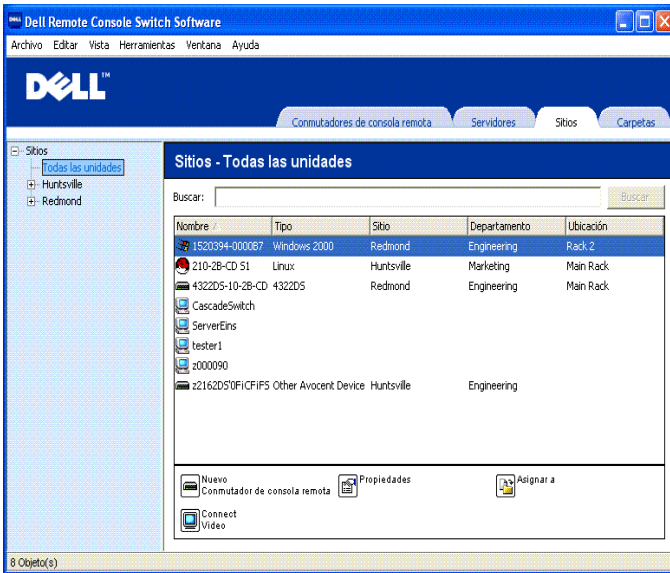 Dell Remote Console Switch Software
Archivo Editar Vista Herramientas Ventana Ayuda
DELL™
Conmutadores de consola remota Servidores Sitios Carpetas
Sitios
Todas las unidades
Huntsville
Redmond
Sitios - Todas las unidades
Buscar: Buscar
Nombre Tipo Sitio Departamento Ubicación
1520394-0000B7 Windows 2000 Redmond Engineering Rack 2
210-2B-CD S1 Linux Huntsville Marketing Main Rack
4322DS-10-2B-CD 4322DS Redmond Engineering Main Rack
CascadeSwitch
ServerEins
tester1
z000090
z2162DS'0FiCFiFS Other Avocent Device Huntsville Engineering
Nuevo
Conmutador de consola remota
Propiedades
Asignar a
Connect
Video
8 Objeto(s)